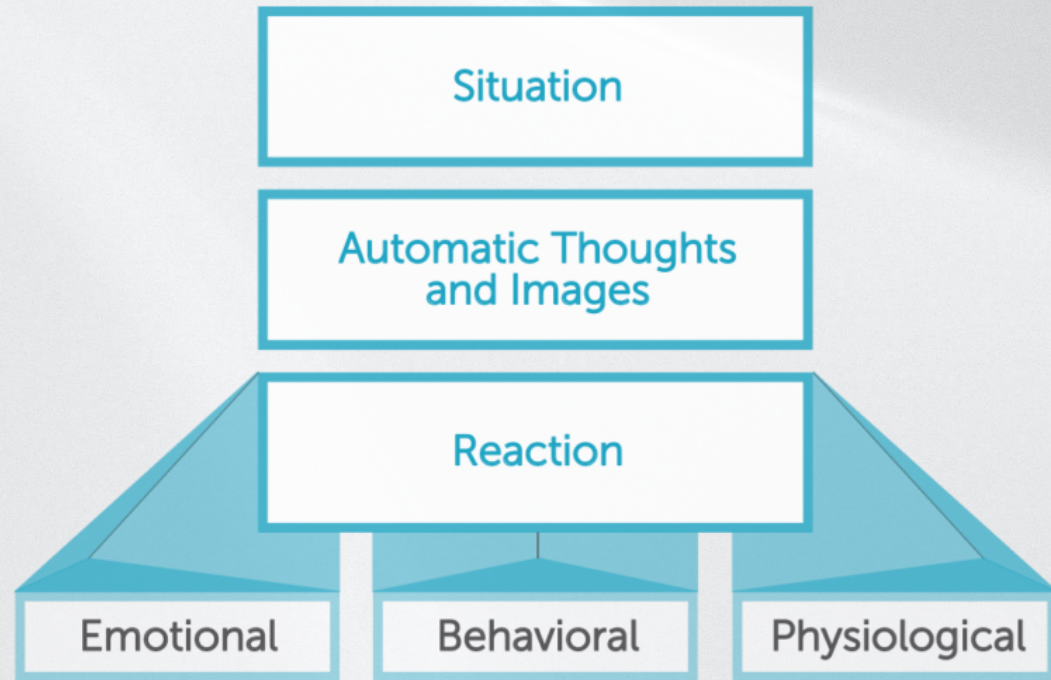 Situation
Automatic Thoughts
and Images
Reaction
Emotional
Behavioral
Physiological